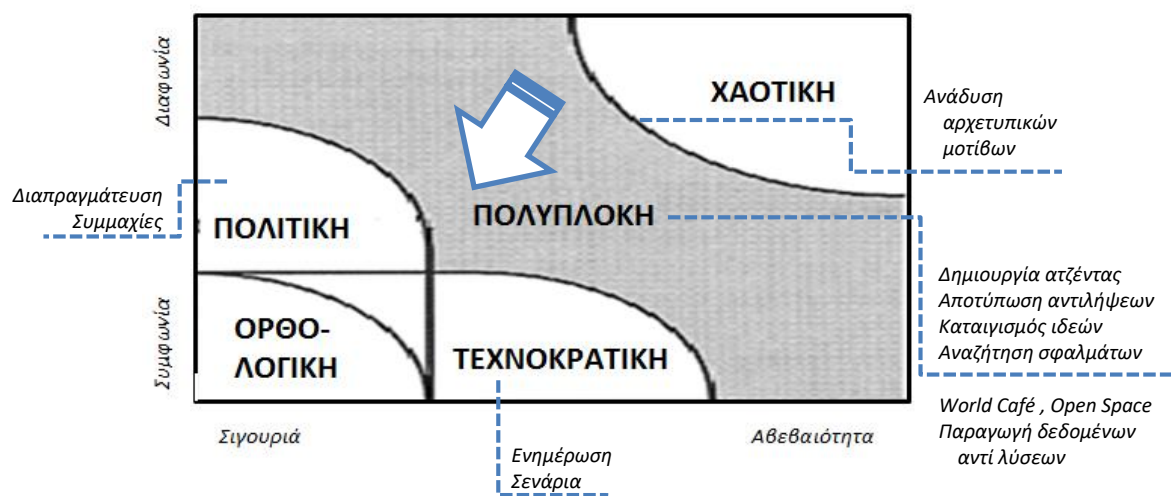 Διαφωνία
ΧΑΟΤΙΚΗ
Ανάδυση
αρχετυπικών
μοτίβων
Διαπραγμάτευση
Συμμαχίες
ΠΟΛΙΤΙΚΗ
ΠΟΛΥΠΛΟΚΗ
Συμφωνία
ΟΡΘΟ-
ΛΟΓΙΚΗ
ΤΕΧΝΟΚΡΑΤΙΚΗ
Δημιουργία ατζέντας
Αποτύπωση αντιλήψεων
Καταιγισμός ιδεών
Αναζήτηση σφαλμάτων
World Café , Open Space
Παραγωγή δεδομένων
αντί λύσεων
Σιγουριά
Αβεβαιότητα
Ενημέρωση
Σενάρια